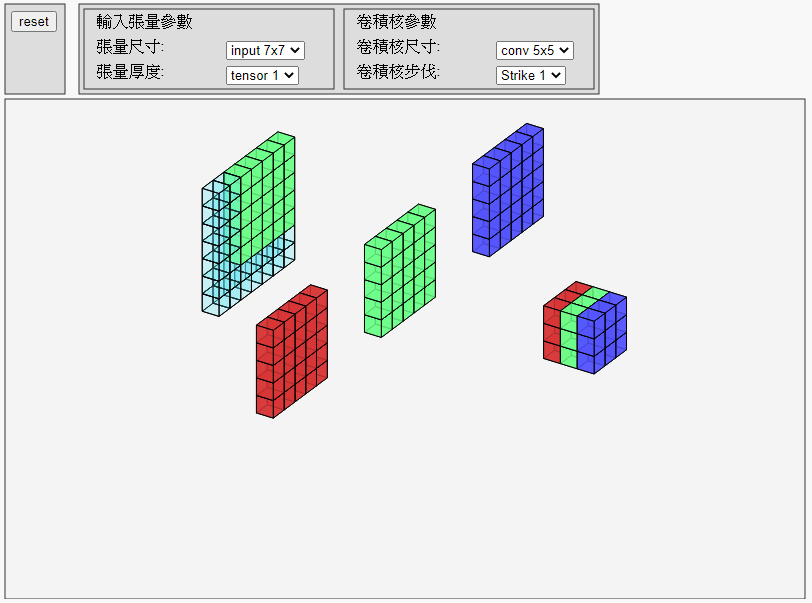 reset
輸入張量參數
張量尺寸: input 7x7
張量厚度: tensor 1
卷積核參數
卷積核尺寸: conv 5x5
卷積核步伐: Strike 1